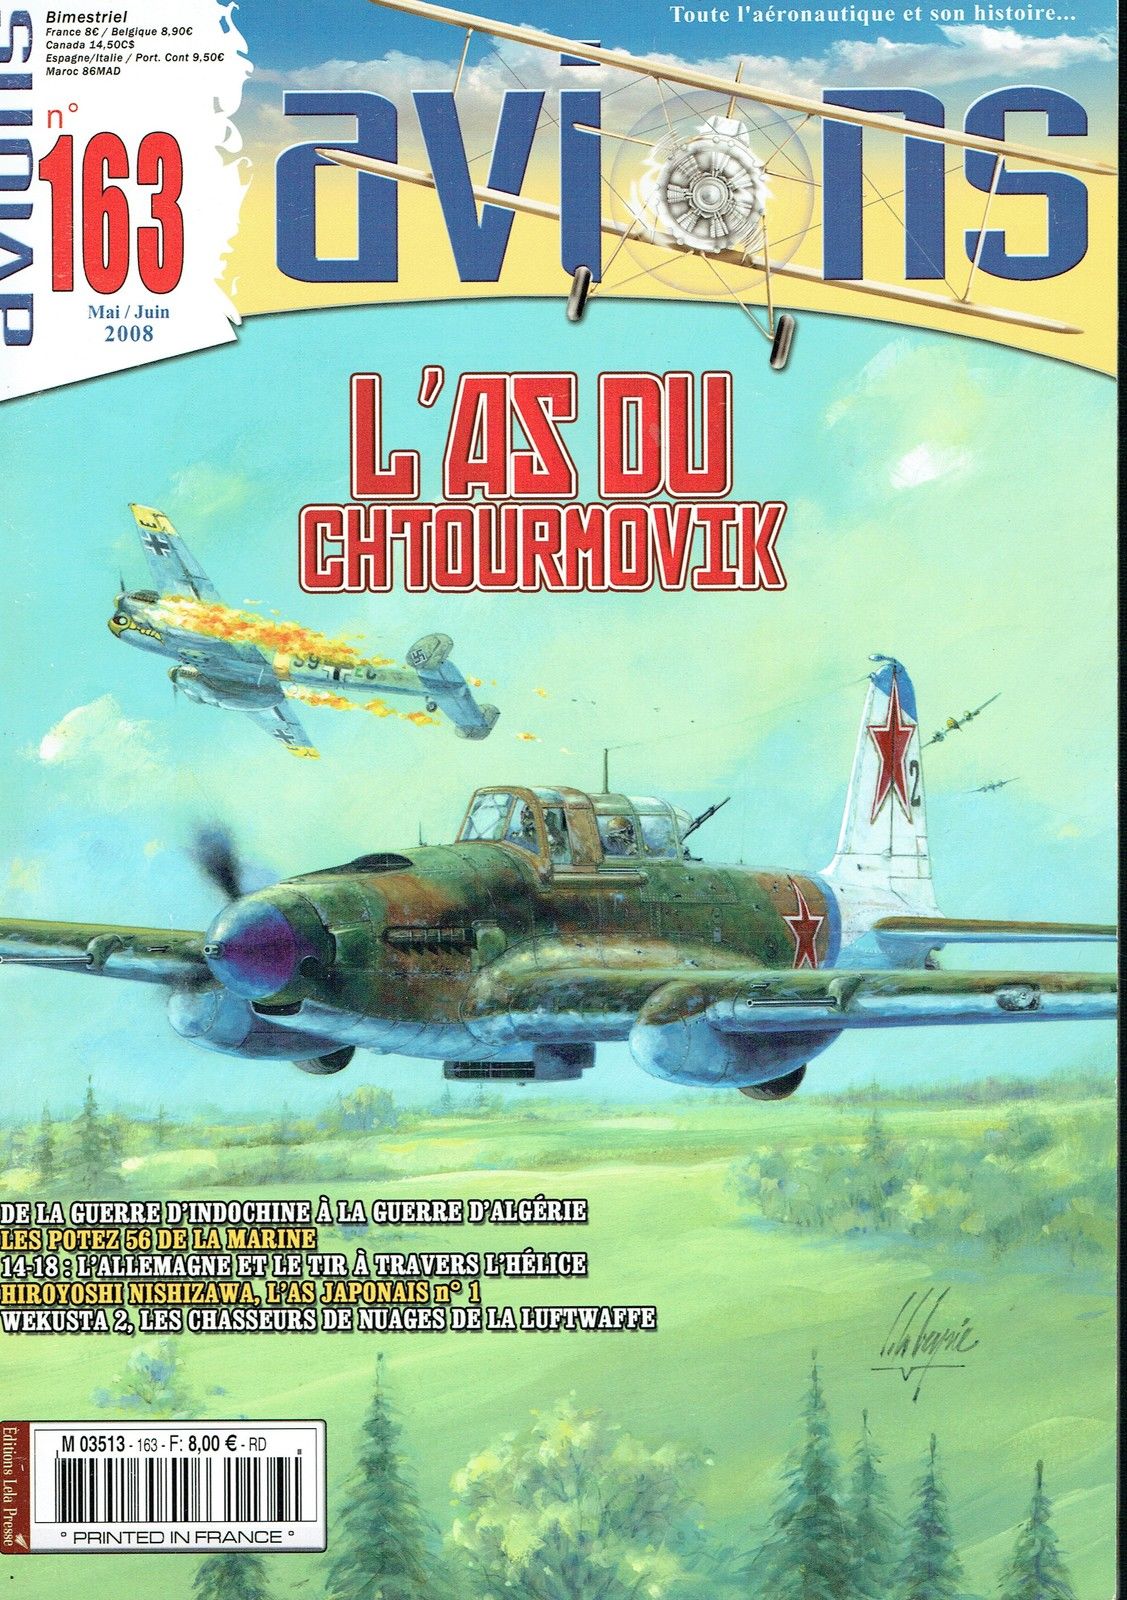 Bimestriel
France 8€ / Belgique 8,90€
Canada 14,50C$
Espagne/Italie / Port. Cont 9,50€
Maroc 86MAD
avions
n°
163
Mai / Juin
2008
Toute l'aéronautique et son histoire...
avions
L'AS DU
CHTOURMOVIK
2
DE LA GUERRE D'INDOCHINE À LA GUERRE D'ALGÉRIE
LES POTEZ 56 DE LA MARINE
14-18 : L'ALLEMAGNE ET LE TIR À TRAVERS L'HÉLICE
HIROYOSHI NISHIZAWA, L'AS JAPONAIS n° 1
WEKUSTA 2, LES CHASSEURS DE NUAGES DE LA LUFTWAFFE
Éditions Lela Presse
M 03513 - 163 - F: 8,00 € - RD
° PRINTED IN FRANCE °